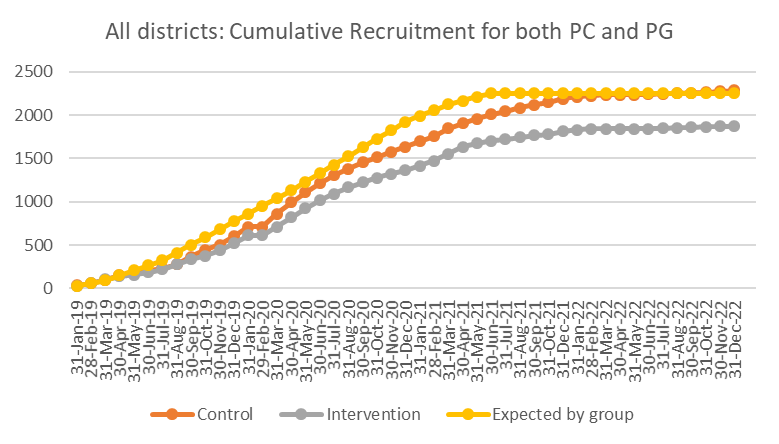 All districts: Cumulative Recruitment for both PC and PG
2500
2000
1500
1000
500
0
31-Jan-19
28-Feb-19
31-Mar-19
30-Apr-19
31-May-19
30-Jun-19
31-Jul-19
31-Aug-19
30-Sep-19
31-Oct-19
30-Nov-19
31-Dec-19
31-Jan-20
29-Feb-20
31-Mar-20
30-Apr-20
31-May-20
30-Jun-20
31-Jul-20
31-Aug-20
30-Sep-20
31-Oct-20
30-Nov-20
31-Dec-20
31-Jan-21
28-Feb-21
31-Mar-21
30-Apr-21
31-May-21
30-Jun-21
31-Jul-21
31-Aug-21
30-Sep-21
31-Oct-21
30-Nov-21
31-Dec-21
31-Jan-22
28-Feb-22
31-Mar-22
30-Apr-22
31-May-22
30-Jun-22
31-Jul-22
31-Aug-22
30-Sep-22
31-Oct-22
30-Nov-22
31-Dec-22
Control
Intervention
Expected by group